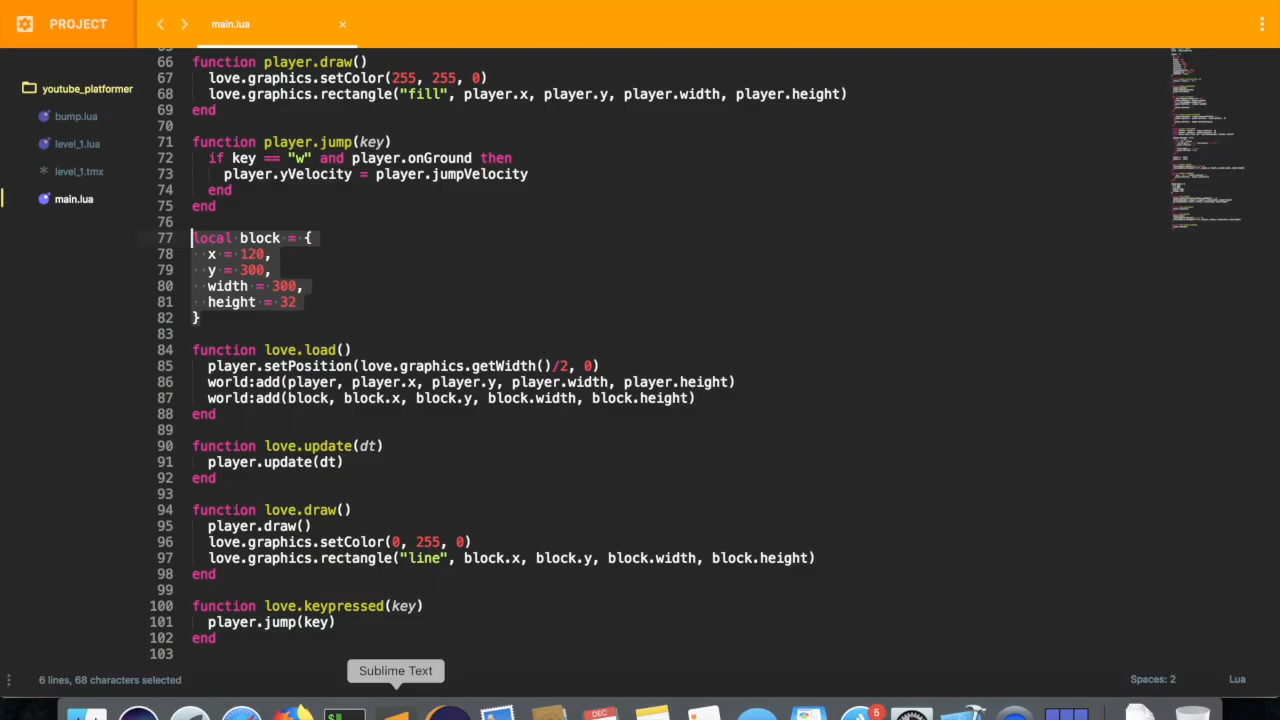 PROJECT
main.lua
youtube_platformer
bump.lua
level_1.lua
level_1.tmx
main.lua
66 function player.draw()
67 love.graphics.setColor(255, 255, 0)
68 love.graphics.rectangle("fill", player.x, player.y, player.width, player.height)
69 end
70
71 function player.jump(key)
72 if key == "w" and player.onGround then
73 player.yVelocity = player.jumpVelocity
74 end
75 end
76
77 local block = {
78 x = 120,
79 y = 300,
80 width = 300,
81 height = 32
82 }
83
84 function love.load()
85 player.setPosition(love.graphics.getWidth()/2, 0)
86 world:add(player, player.x, player.y, player.width, player.height)
87 world:add(block, block.x, block.y, block.width, block.height)
88 end
89
90 function love.update(dt)
91 player.update(dt)
92 end
93
94 function love.draw()
95 player.draw()
96 love.graphics.setColor(0, 255, 0)
97 love.graphics.rectangle("line", block.x, block.y, block.width, block.height)
98 end
99
100 function love.keypressed(key)
101 player.jump(key)
102 end
103
Sublime Text
6 lines, 68 characters selected
Spaces: 2
Lua
DEC
6